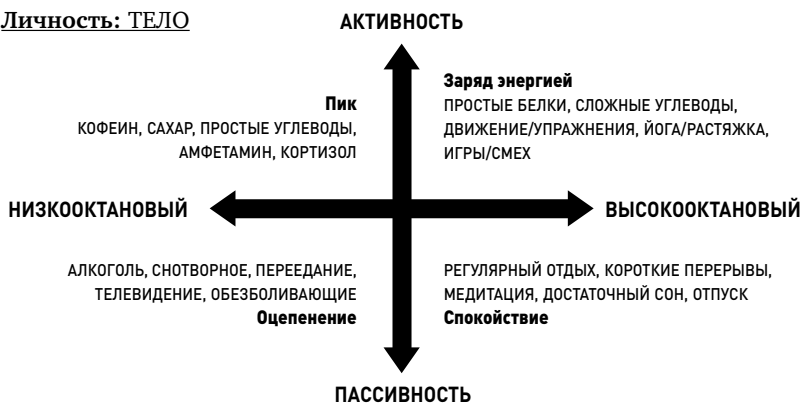 Личность: ТЕЛО
АКТИВНОСТЬ
Пик
КОФЕИН, САХАР, ПРОСТЫЕ УГЛЕВОДЫ,
АМФЕТАМИН, КОРТИЗОЛ
Заряд энергией
ПРОСТЫЕ БЕЛКИ, СЛОЖНЫЕ УГЛЕВОДЫ,
ДВИЖЕНИЕ/УПРАЖНЕНИЯ, ЙОГА/РАСТЯЖКА,
ИГРЫ/СМЕХ
НИЗКООКТАНОВЫЙ
ВЫСОКООКТАНОВЫЙ
АЛКОГОЛЬ, СНОТВОРНОЕ, ПЕРЕЕДАНИЕ,
ТЕЛЕВИДЕНИЕ, ОБЕЗБОЛИВАЮЩИЕ
Оцепенение
РЕГУЛЯРНЫЙ ОТДЫХ, КОРОТКИЕ ПЕРЕРЫВЫ,
МЕДИТАЦИЯ, ДОСТАТОЧНЫЙ СОН, ОТПУСК
Спокойствие
ПАССИВНОСТЬ